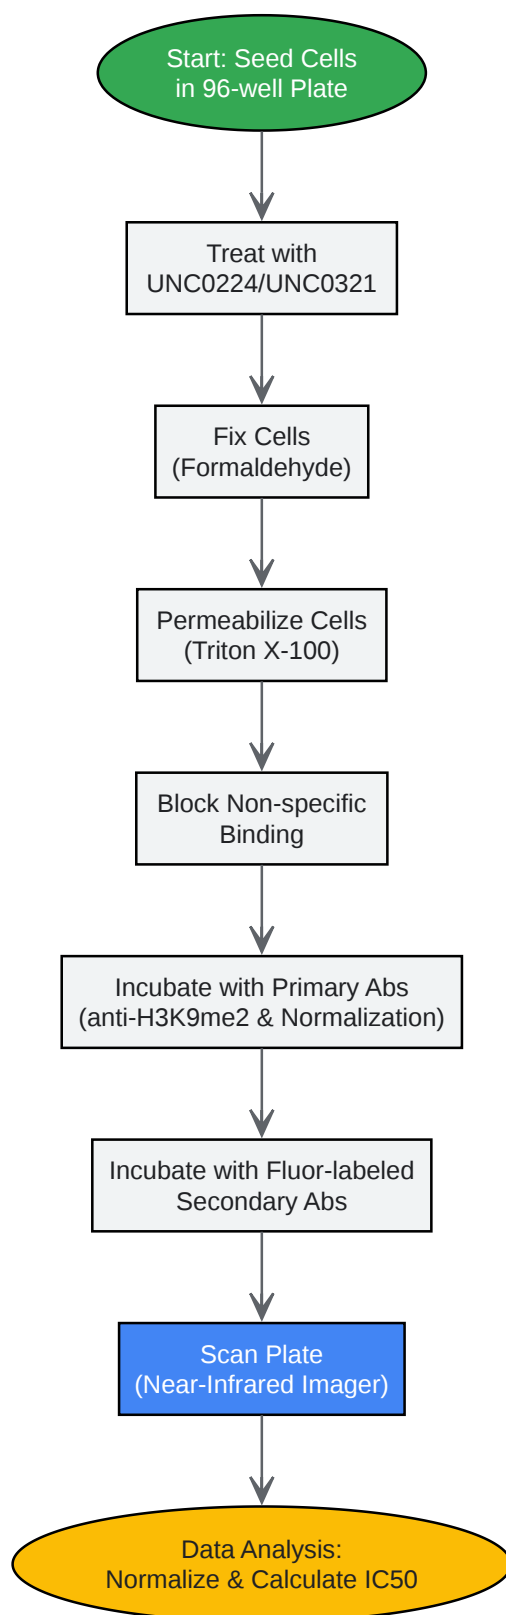 Start: Seed Cells
in 96-well Plate
Treat with
UNC0224/UNC0321
Fix Cells
(Formaldehyde)
Permeabilize Cells
(Triton X-100)
Block Non-specific
Binding
Incubate with Primary Abs
(anti-H3K9me2 & Normalization)
Incubate with Fluor-labeled
Secondary Abs
Scan Plate
(Near-Infrared Imager)
Data Analysis:
Normalize & Calculate IC50